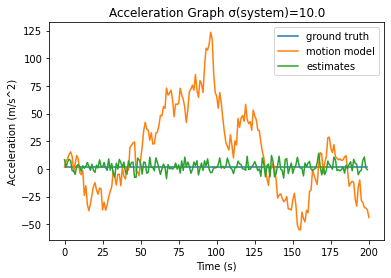 Acceleration Graph σ(system)=10.0
ground truth
motion model
estimates
Acceleration (m/s^2)
125
100
75
50
25
0
−25
−50
0
25
50
75
100
125
150
175
200
Time (s)